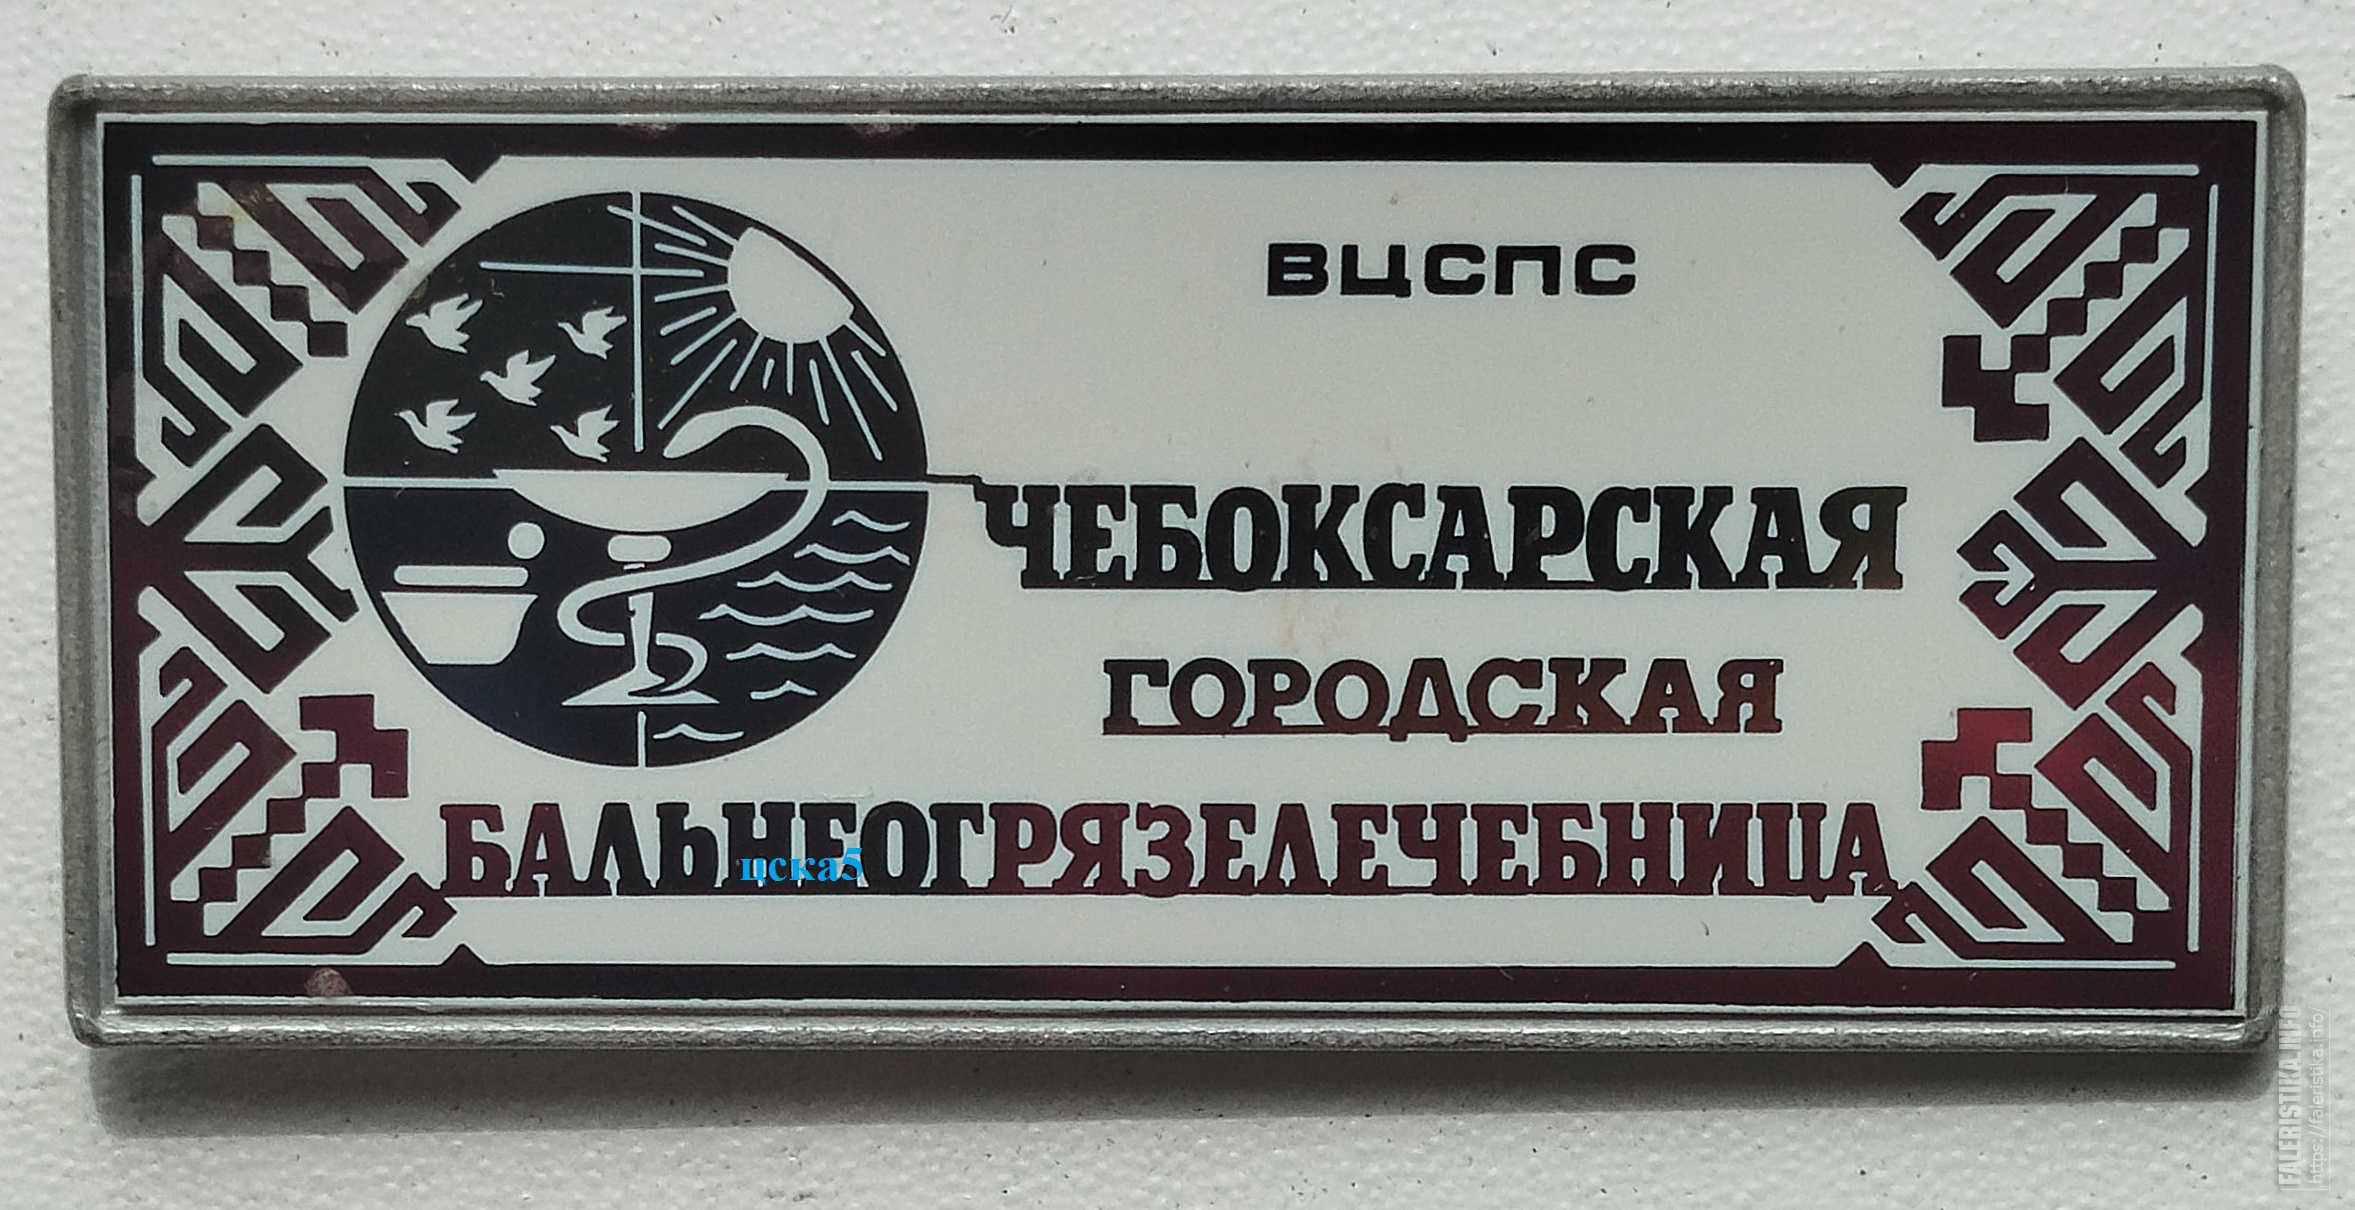 ВЦСПС
ЧЕБОКСАРСКАЯ
ГОРОДСКАЯ
БАЛЬНЕОГРЯЗЕЛЕЧЕБНИЦА
цска5
FALERISTIKA.INFO
https://faleristika.info/